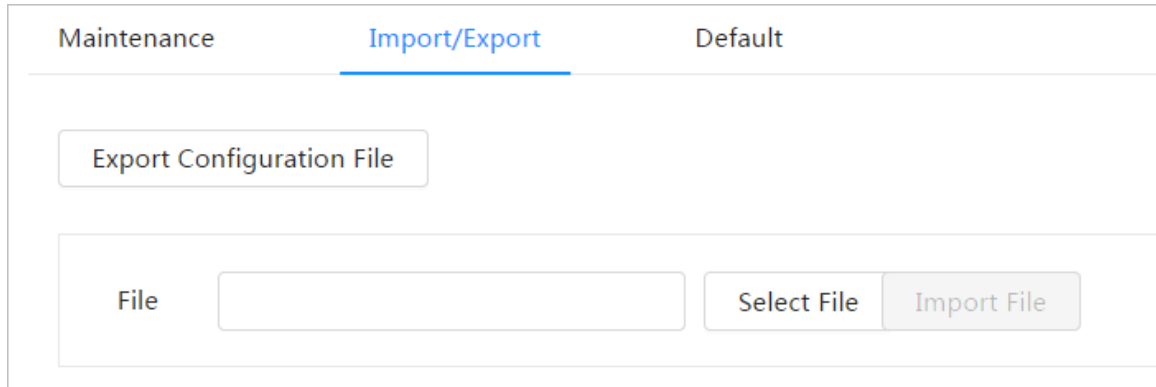 Maintenance Import/Export Default
Export Configuration File
File Select File Import File